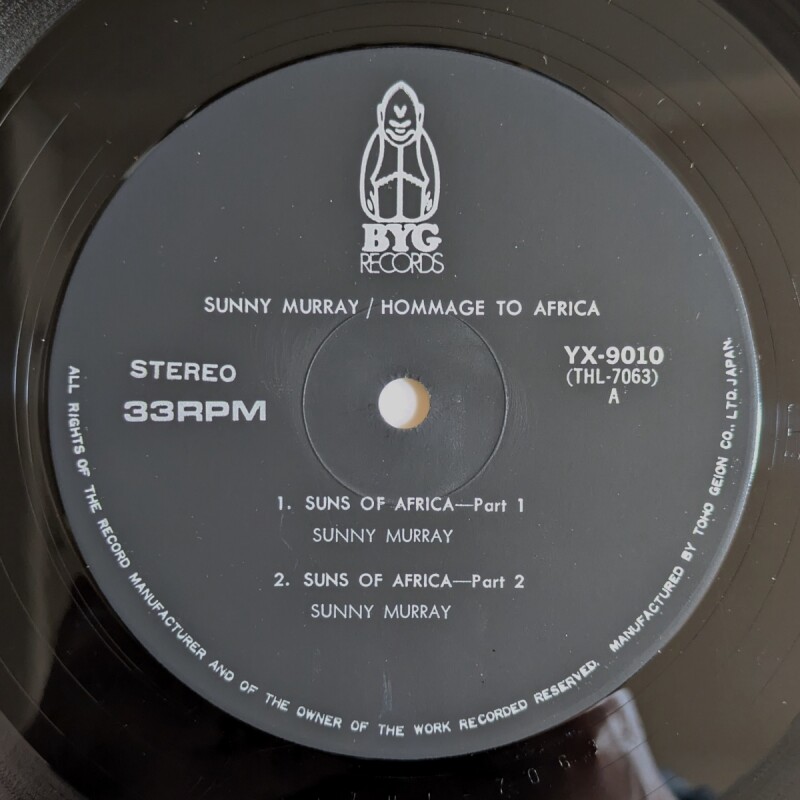 BYG
RECORDS
SUNNY MURRAY / HOMMAGE TO AFRICA
STEREO
33RPM
YX-9010
(THL-7063)
A
1. SUNS OF AFRICA—Part 1
SUNNY MURRAY
2. SUNS OF AFRICA—Part 2
SUNNY MURRAY
ALL RIGHTS OF THE RECORD MANUFACTURER AND OF THE OWNER OF THE WORK RECORDED RESERVED. MANUFACTURED BY TOHO GEION CO., LTD. JAPAN.